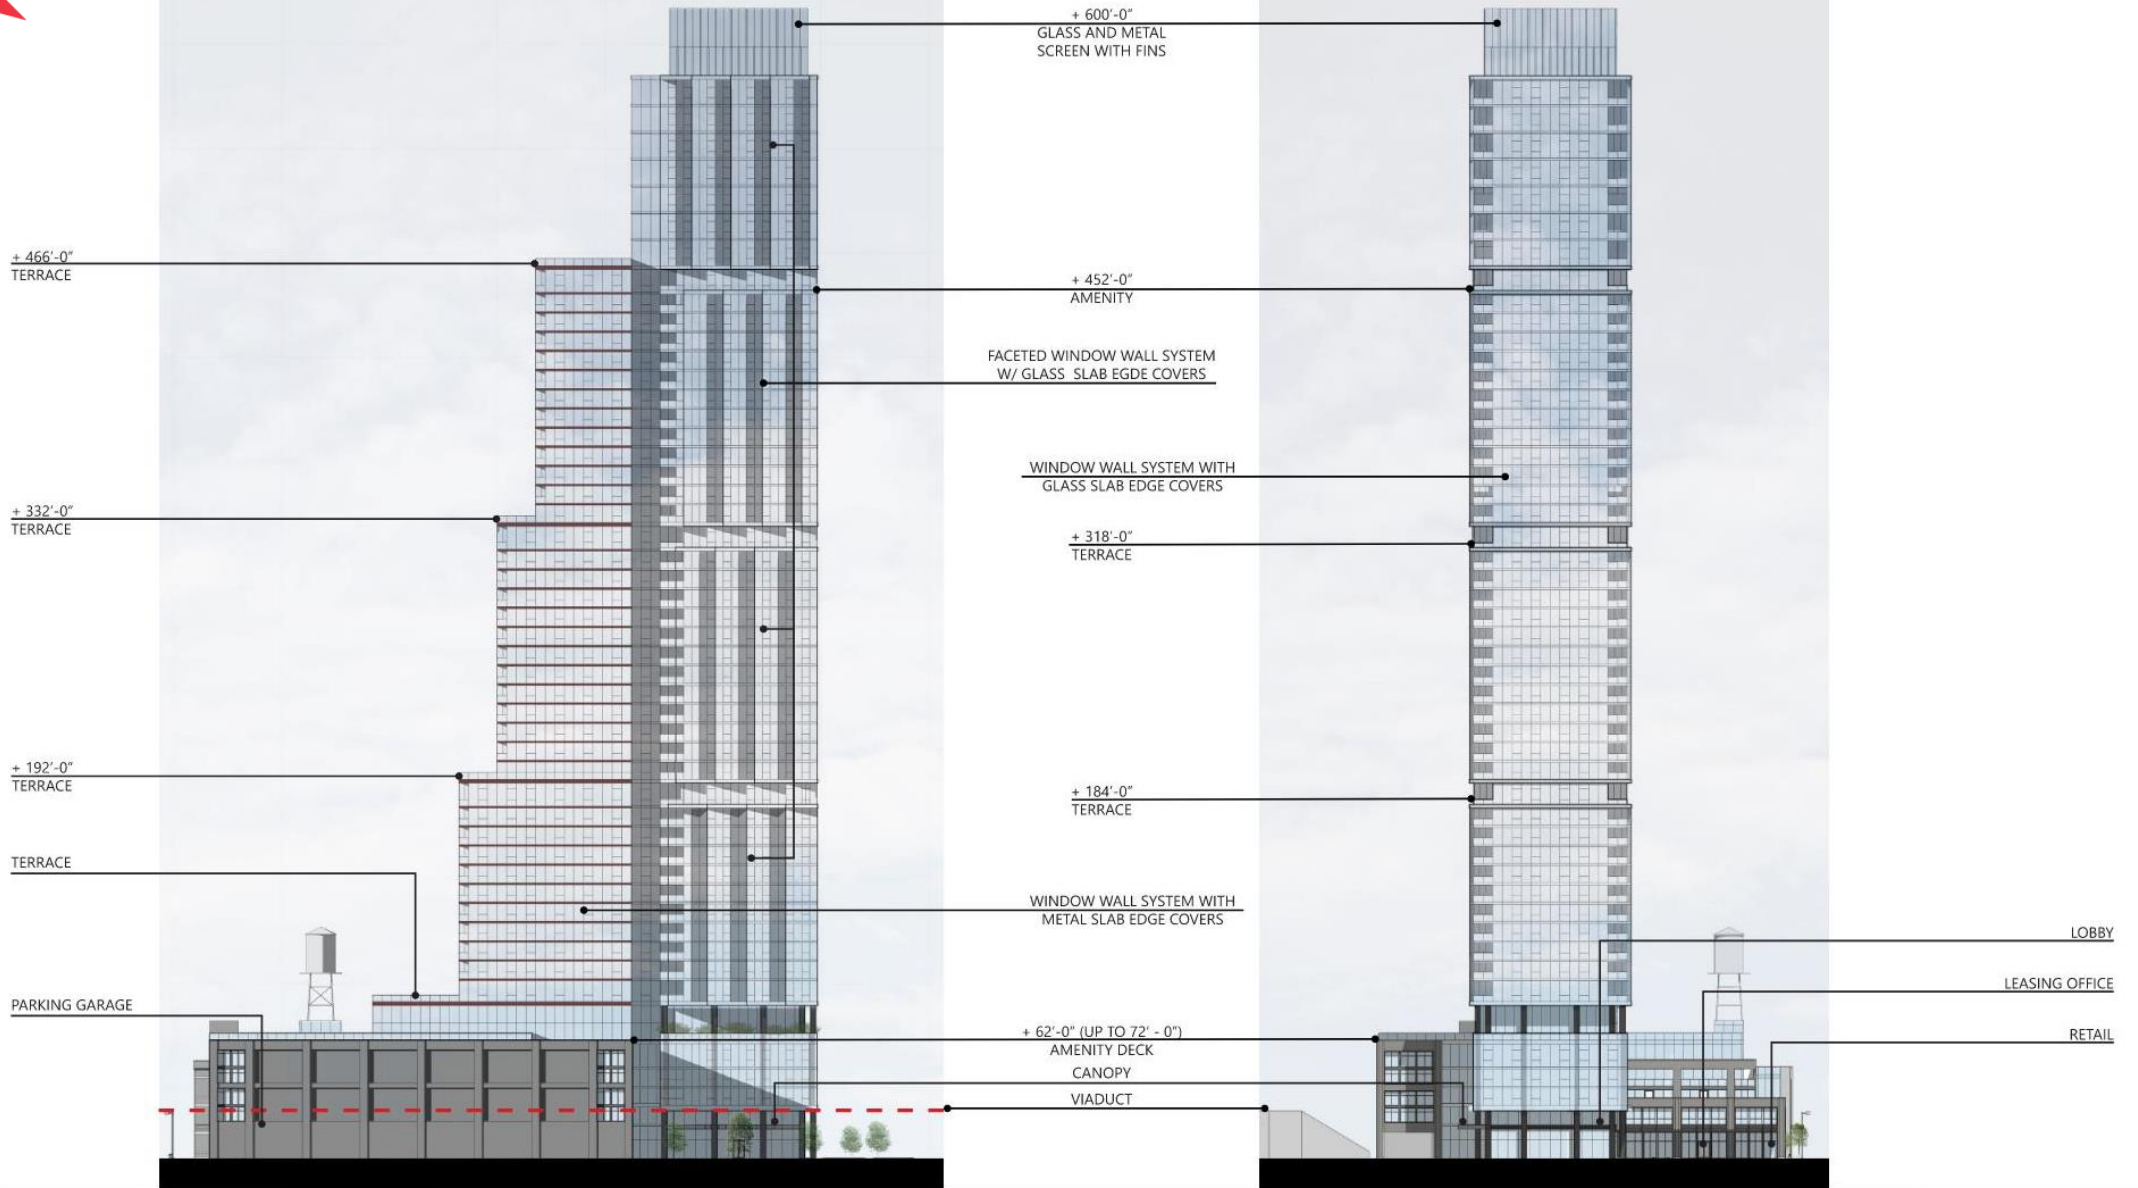 + 600'-0"
GLASS AND METAL
SCREEN WITH FINS
+ 466'-0"
TERRACE
+ 452'-0"
AMENITY
FACETED WINDOW WALL SYSTEM
W/ GLASS SLAB EGDE COVERS
WINDOW WALL SYSTEM WITH
GLASS SLAB EDGE COVERS
+ 332'-0"
TERRACE
+ 318'-0"
TERRACE
+ 192'-0"
TERRACE
+ 184'-0"
TERRACE
TERRACE
WINDOW WALL SYSTEM WITH
METAL SLAB EDGE COVERS
LOBBY
LEASING OFFICE
PARKING GARAGE
+ 62'-0" (UP TO 72' - 0")
AMENITY DECK
RETAIL
CANOPY
VIADUCT